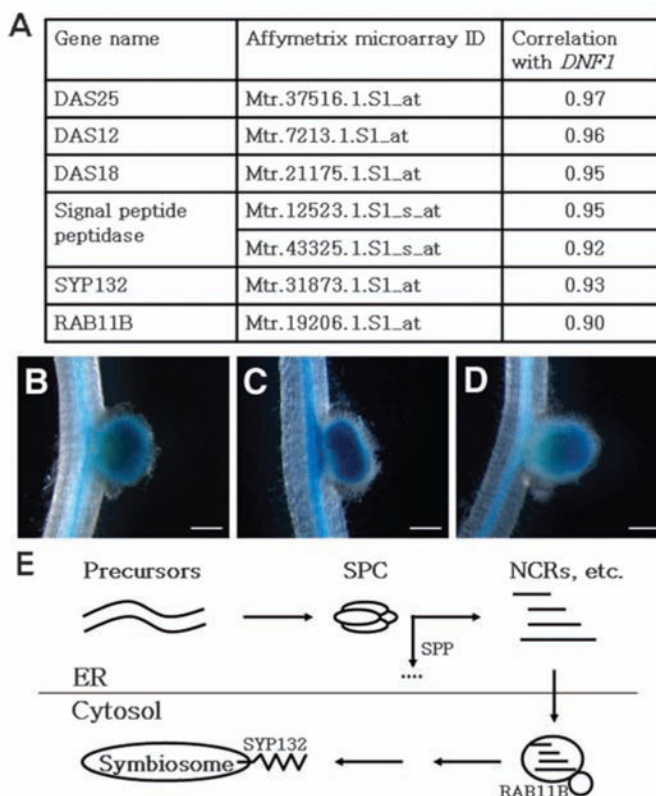 A
Gene name Affymetrix microarray ID Correlation
with DNF1
DAS25 Mtr.37516.1.S1_at 0.97
DAS12 Mtr.7213.1.S1_at 0.96
DAS18 Mtr.21175.1.S1_at 0.95
Signal peptide
peptidase
Mtr.12523.1.S1_s_at 0.95
Mtr.43325.1.S1_s_at 0.92
SYP132 Mtr.31873.1.S1_at 0.93
RAB11B Mtr.19206.1.S1_at 0.90
B C D
E
Precursors SPC NCRs, etc.
SPP
ER
Cytosol
SYP132
Symbiosome
RAB11B